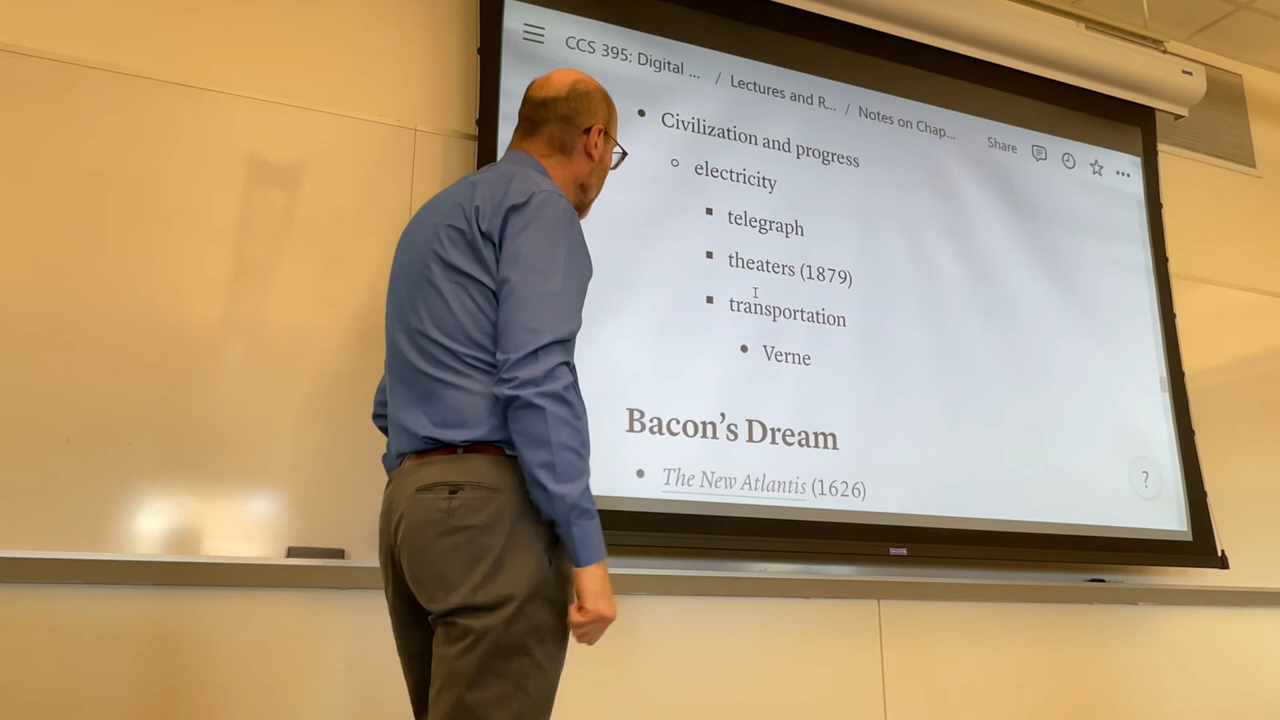 CCS 395: Digital ... / Lectures and R... / Notes on Chap...
Share
Civilization and progress
electricity
telegraph
theaters (1879)
transportation
Verne
Bacon's Dream
The New Atlantis (1626)
?